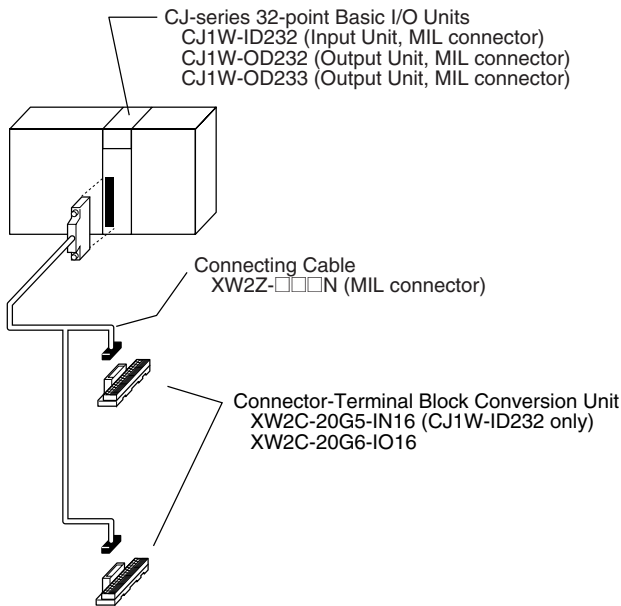 CJ-series 32-point Basic I/O Units
CJ1W-ID232 (Input Unit, MIL connector)
CJ1W-OD232 (Output Unit, MIL connector)
CJ1W-OD233 (Output Unit, MIL connector)
Connecting Cable
XW2Z-□□□N (MIL connector)
Connector-Terminal Block Conversion Unit
XW2C-20G5-IN16 (CJ1W-ID232 only)
XW2C-20G6-IO16